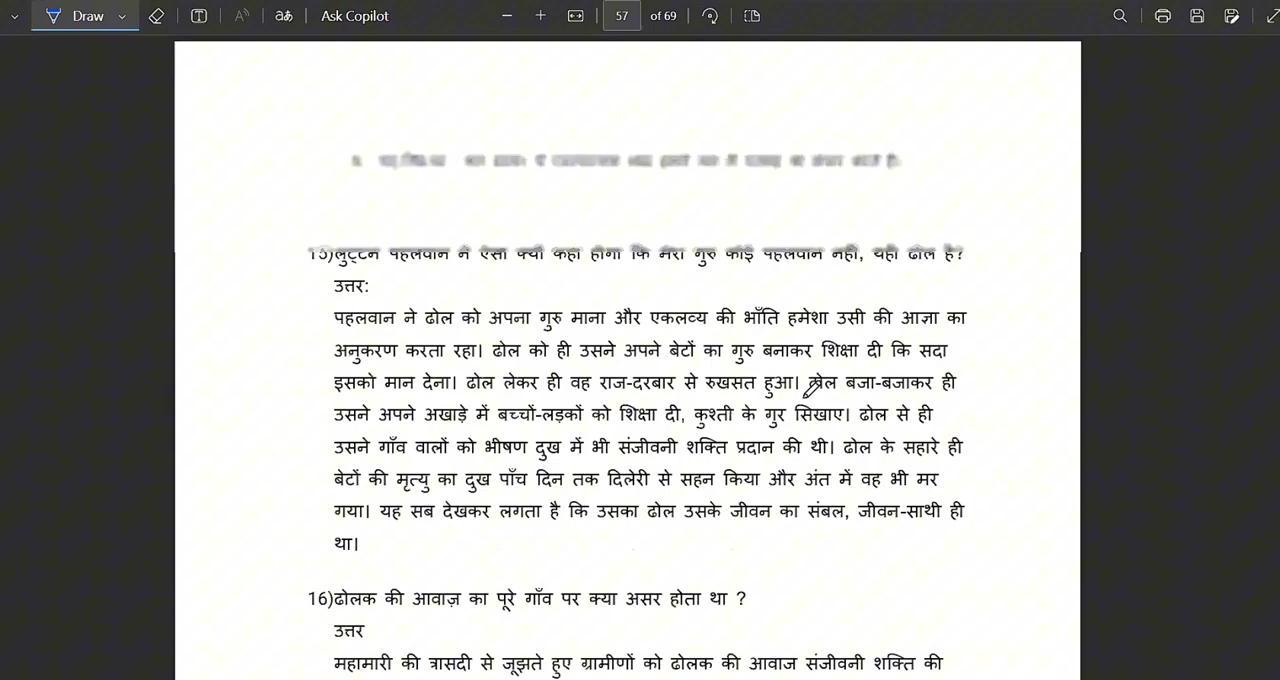 Draw
Ask Copilot
57 of 69
15)लुट्टन पहलवान ने ऐसा क्यों कहा होगा कि मेरा गुरु कोई पहलवान नहीं, यही ढोल है?
उत्तर:
पहलवान ने ढोल को अपना गुरु माना और एकलव्य की भाँति हमेशा उसी की आज्ञा का
अनुकरण करता रहा। ढोल को ही उसने अपने बेटों का गुरु बनाकर शिक्षा दी कि सदा
इसको मान देना। ढोल लेकर ही वह राज-दरबार से रुखसत हुआ। ढोल बजा-बजाकर ही
उसने अपने अखाड़े में बच्चों-लड़कों को शिक्षा दी, कुश्ती के गुर सिखाए। ढोल से ही
उसने गाँव वालों को भीषण दुख में भी संजीवनी शक्ति प्रदान की थी। ढोल के सहारे ही
बेटों की मृत्यु का दुख पाँच दिन तक दिलेरी से सहन किया और अंत में वह भी मर
गया। यह सब देखकर लगता है कि उसका ढोल उसके जीवन का संबल, जीवन-साथी ही
था।
16)ढोलक की आवाज़ का पूरे गाँव पर क्या असर होता था ?
उत्तर
महामारी की त्रासदी से जूझते हुए ग्रामीणों को ढोलक की आवाज संजीवनी शक्ति की